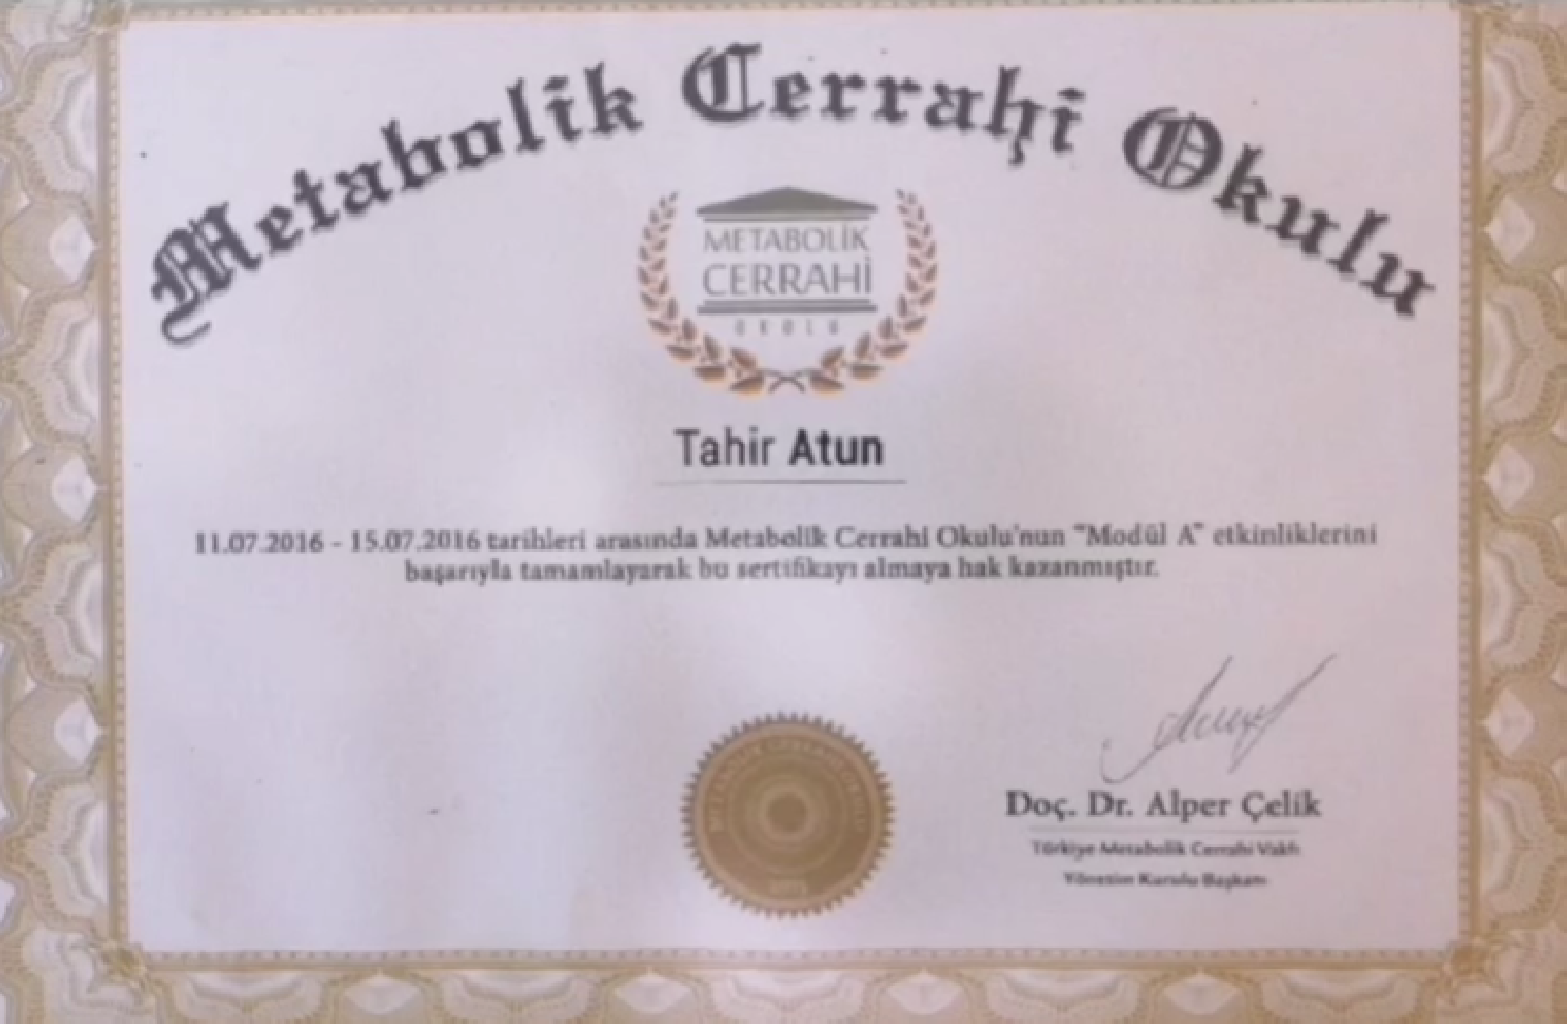 Metabolik Cerrahi Okulu
METABOLİK
CERRAHİ
OKULU
Tahir Atun
11.07.2016 - 15.07.2016 tarihleri arasında Metabolik Cerrahi Okulu'nun "Modül A" etkinliklerini
başarıyla tamamlayarak bu sertifikayı almaya hak kazanmıştır.
Doç. Dr. Alper Çelik
Türkiye Metabolik Cerrahi Vakfı
Yönetim Kurulu Başkanı